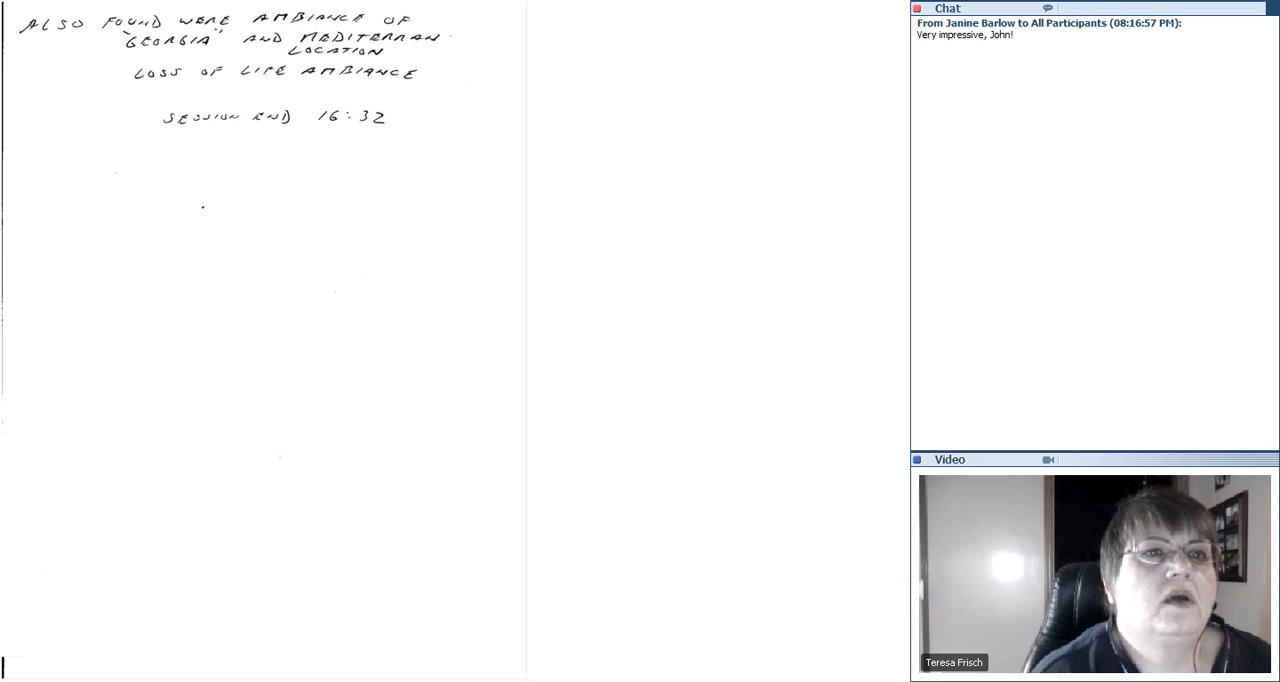 ALSO FOUND WERE AMBIANCE OF
"GEORGIA" AND MEDITERRAN.
LOCATION
LOSS OF LIFE AMBIANCE
SESSION END 16:32
Chat
From Janine Barlow to All Participants (08:16:57 PM):
Very impressive, John!
Video
Teresa Frisch